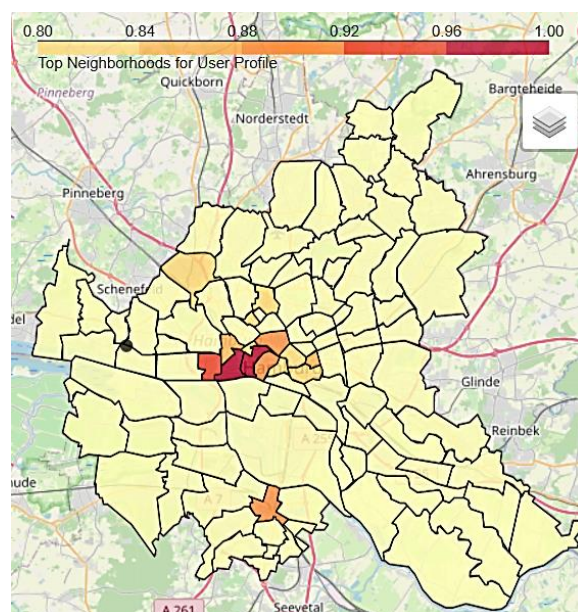 0.80 0.84 0.88 0.92 0.96 1.00
Top Neighborhoods for User Profile
Pinneberg
Quickborn
Bargteheide
Norderstedt
Ahrensburg
Pinneberg
Schenefeld
Glinde
A 255
Reinbek
A 7
A 261
Seevetal